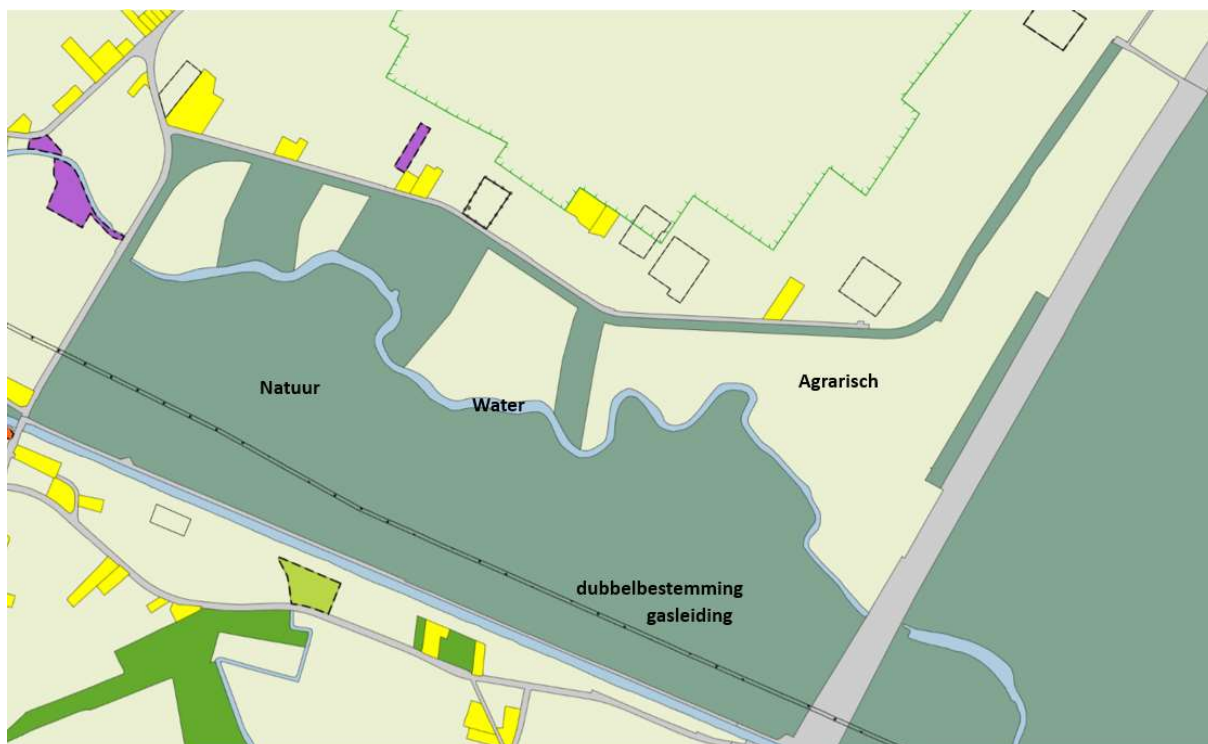 Natuur
Water
Agrarisch
dubbelbestemming
gasleiding